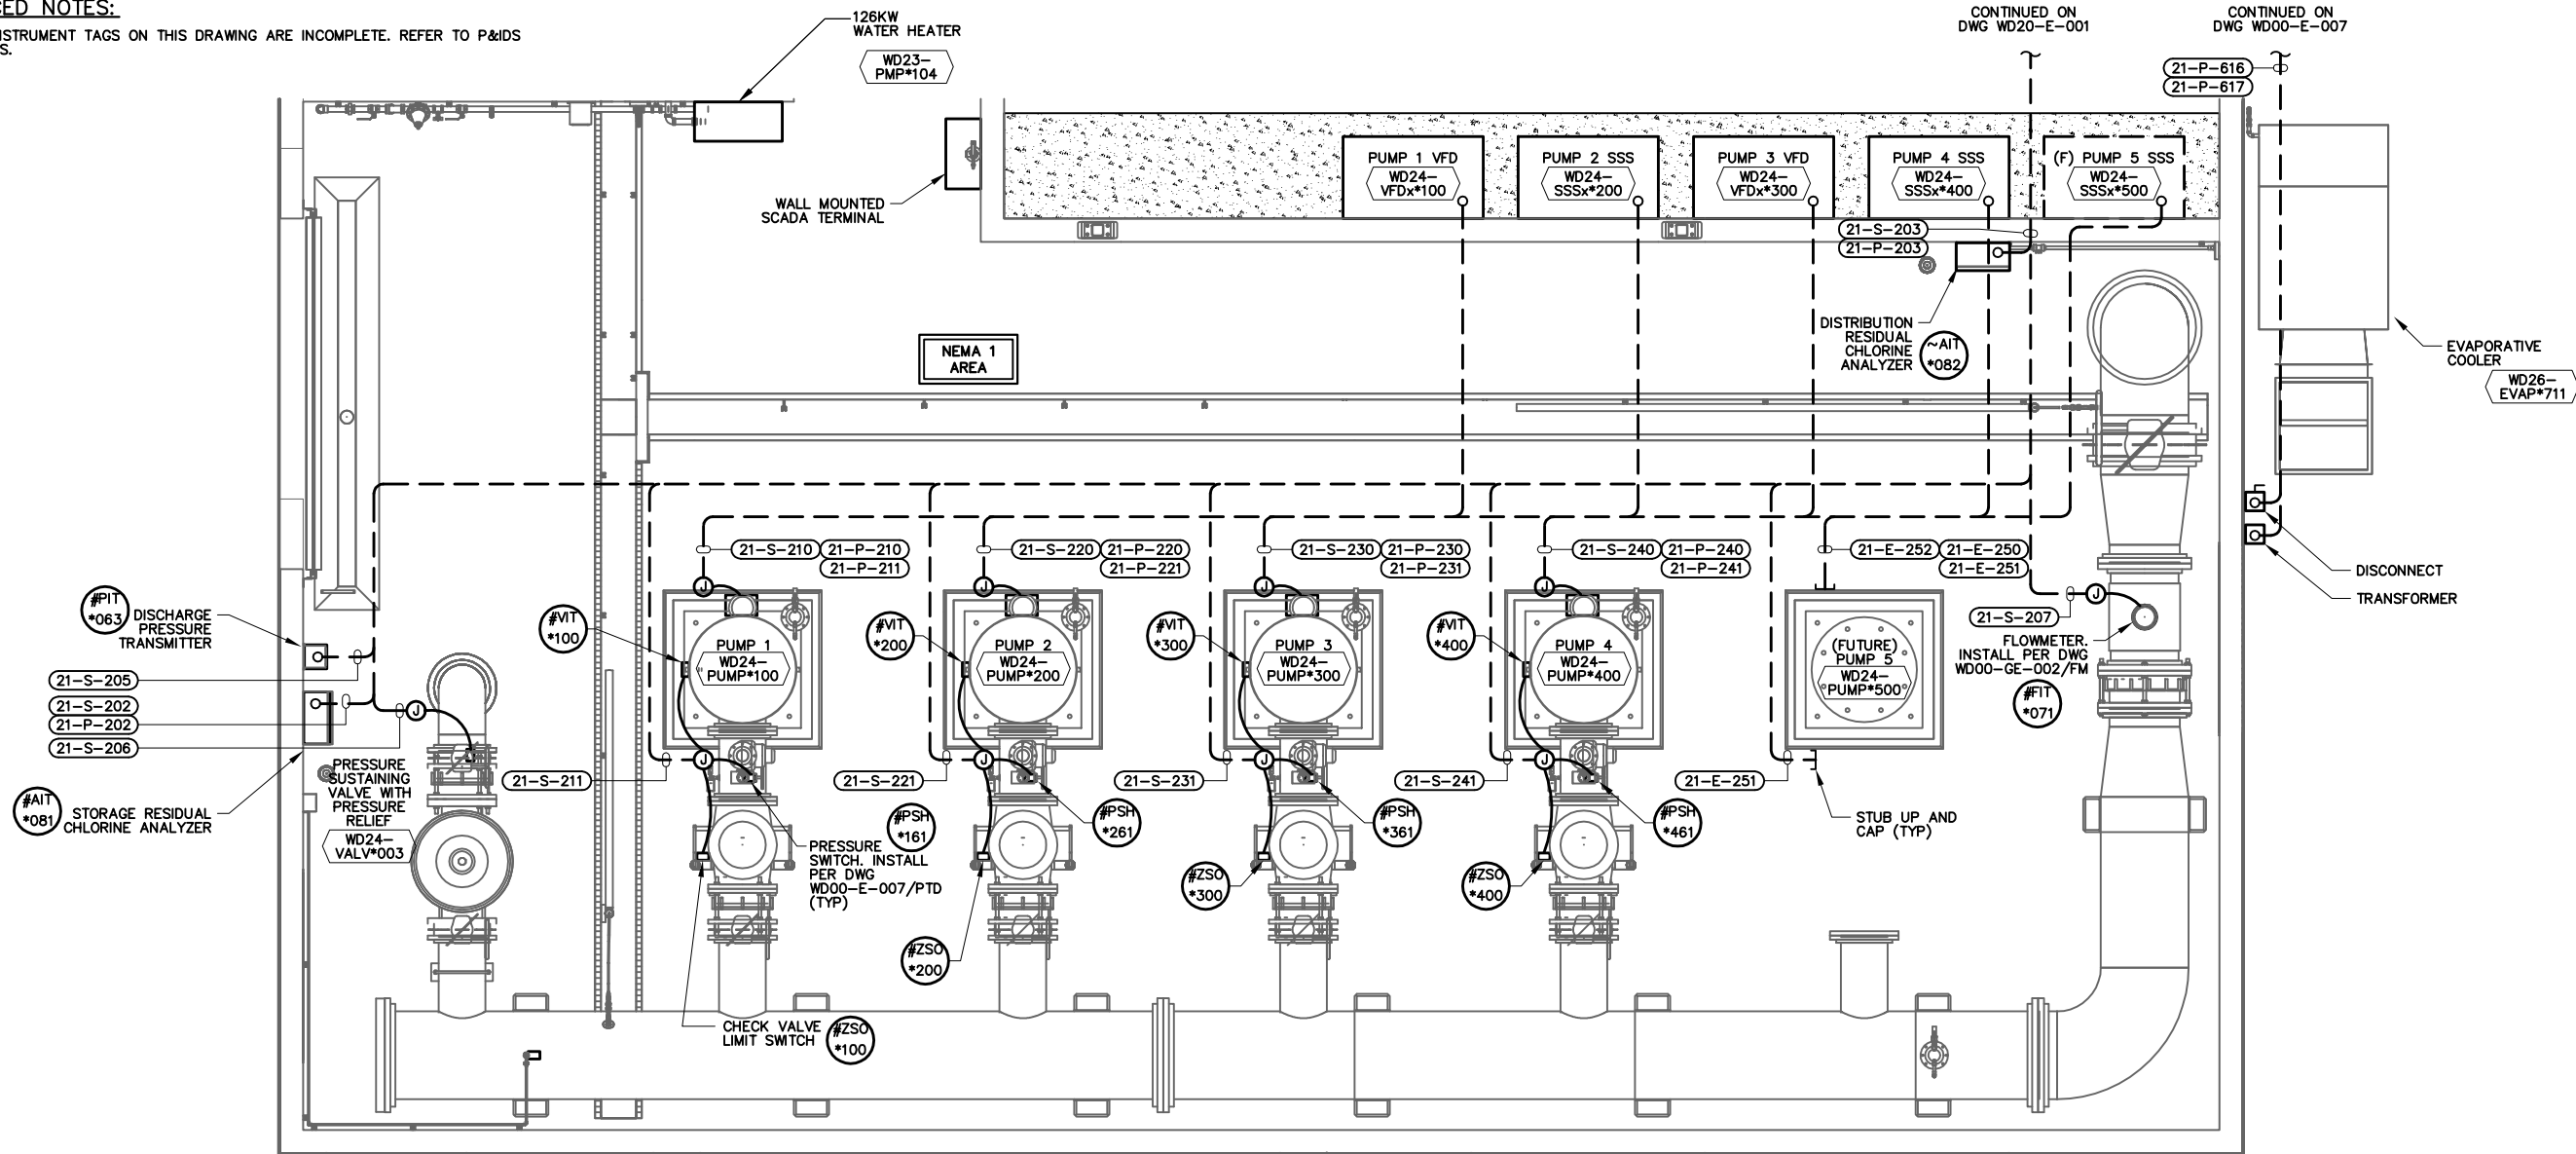 CED NOTES:
NSTRUMENT TAGS ON THIS DRAWING ARE INCOMPLETE. REFER TO P&IDS
S.
126KW
WATER HEATER
WD23-
PMP*104
CONTINUED ON
DWG WD20-E-001
CONTINUED ON
DWG WD00-E-007
21-P-616
21-P-617
WALL MOUNTED
SCADA TERMINAL
PUMP 1 VFD
WD24-
VFDx*100
PUMP 2 SSS
WD24-
SSSx*200
PUMP 3 VFD
WD24-
VFDx*300
PUMP 4 SSS
WD24-
SSSx*400
(F) PUMP 5 SSS
WD24-
SSSx*500
21-S-203
21-P-203
DISTRIBUTION
RESIDUAL
CHLORINE
ANALYZER
~AIT
*082
EVAPORATIVE
COOLER
WD26-
EVAP*711
NEMA 1
AREA
21-S-210 21-P-210
21-P-211
21-S-220 21-P-220
21-P-221
21-S-230 21-P-230
21-P-231
21-S-240 21-P-240
21-P-241
21-E-252 21-E-250
21-E-251
DISCONNECT
TRANSFORMER
#PIT
*063
DISCHARGE
PRESSURE
TRANSMITTER
J
J
J
J
J
21-S-207
FLOWMETER.
INSTALL PER DWG
WD00-GE-002/FM
#FIT
*071
#VIT
*100
PUMP 1
WD24-
PUMP*100
#VIT
*200
PUMP 2
WD24-
PUMP*200
#VIT
*300
PUMP 3
WD24-
PUMP*300
#VIT
*400
PUMP 4
WD24-
PUMP*400
(FUTURE)
PUMP 5
WD24-
PUMP*500
21-S-205
21-S-202
21-P-202
21-S-206
J
#AIT
*081
STORAGE RESIDUAL
CHLORINE ANALYZER
PRESSURE
SUSTAINING
VALVE WITH
PRESSURE
RELIEF
WD24-
VALV*003
21-S-211
J
21-S-221
J
21-S-231
J
21-S-241
J
21-E-251
PRESSURE
SWITCH. INSTALL
PER DWG
WD00-E-007/PTD
(TYP)
#PSH
*161
#PSH
*261
#PSH
*361
#PSH
*461
STUB UP AND
CAP (TYP)
#ZSO
*200
#ZSO
*300
#ZSO
*400
CHECK VALVE
LIMIT SWITCH
#ZSO
*100